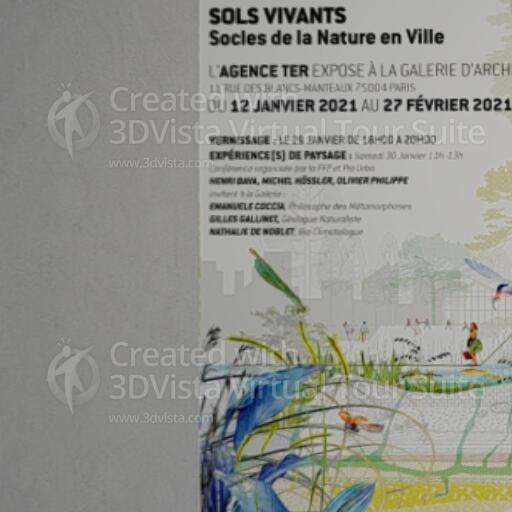 SOLS VIVANTS
Socles de la Nature en Ville
L'AGENCE TER EXPOSE À LA GALERIE D'ARCH
11 RUE DES BLANCS-MANTEAUX 75004 PARIS
DU 12 JANVIER 2021 AU 27 FÉVRIER 2021
VERNISSAGE : LE JANVIER DE 18H00 À 20H00
EXPÉRIENCE(S) DE PAYSAGE : Samedi 30 Janvier 11h-13h
Conférence organisée par la FFP et Pro Urba
HENRI BAVA, MICHEL HÖSSLER, OLIVIER PHILIPPE
invitent à la Galerie :
EMANUELE COCCIA, Philosophe des Métamorphoses
GILLES GALLINET, Géologue Naturaliste
NATHALIE DE NOBLET, Bio Climatologue
Created with
3DVista Virtual Tour Suite
www.3dvista.com
Created with
3DVista Virtual Tour Suite
www.3dvista.com